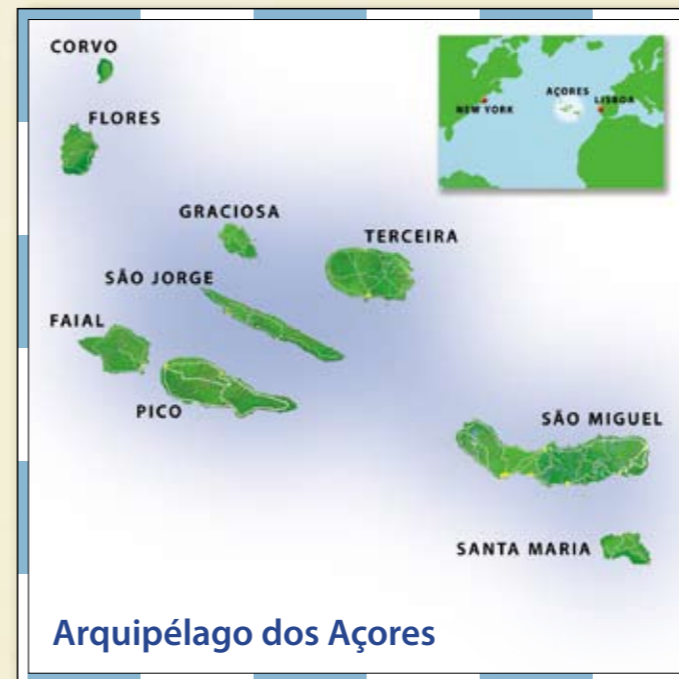 CORVO
FLORES
AÇORES
NEW YORK
LISBOA
GRACIOSA
TERCEIRA
SÃO JORGE
FAIAL
PICO
SÃO MIGUEL
SANTA MARIA
Arquipélago dos Açores